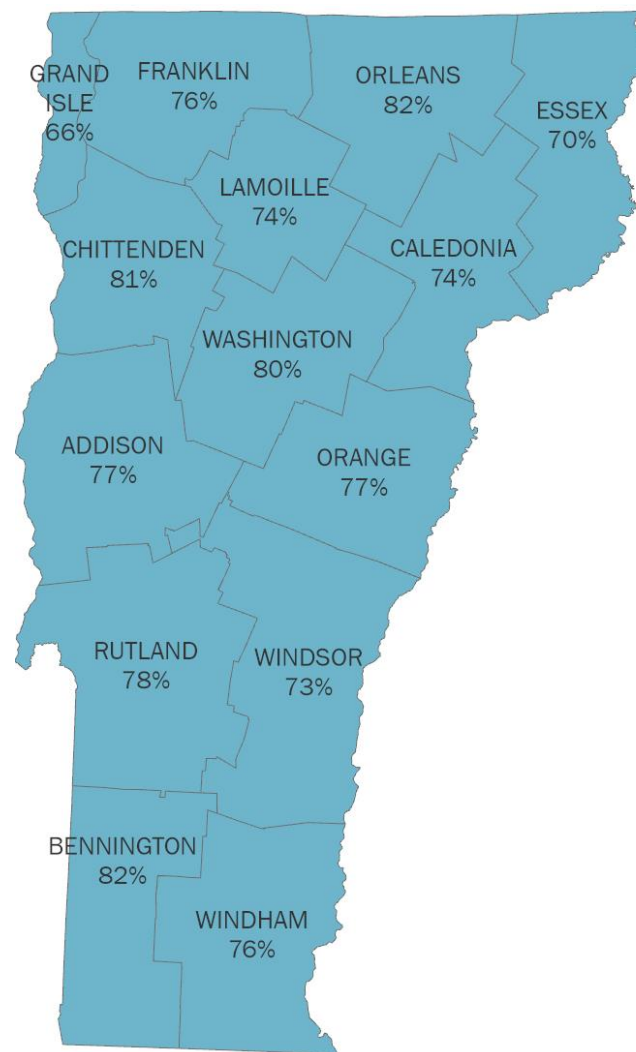 GRAND
ISLE
66%
FRANKLIN
76%
ORLEANS
82%
ESSEX
70%
LAMOILLE
74%
CHITTENDEN
81%
CALEDONIA
74%
WASHINGTON
80%
ADDISON
77%
ORANGE
77%
RUTLAND
78%
WINDSOR
73%
BENNINGTON
82%
WINDHAM
76%